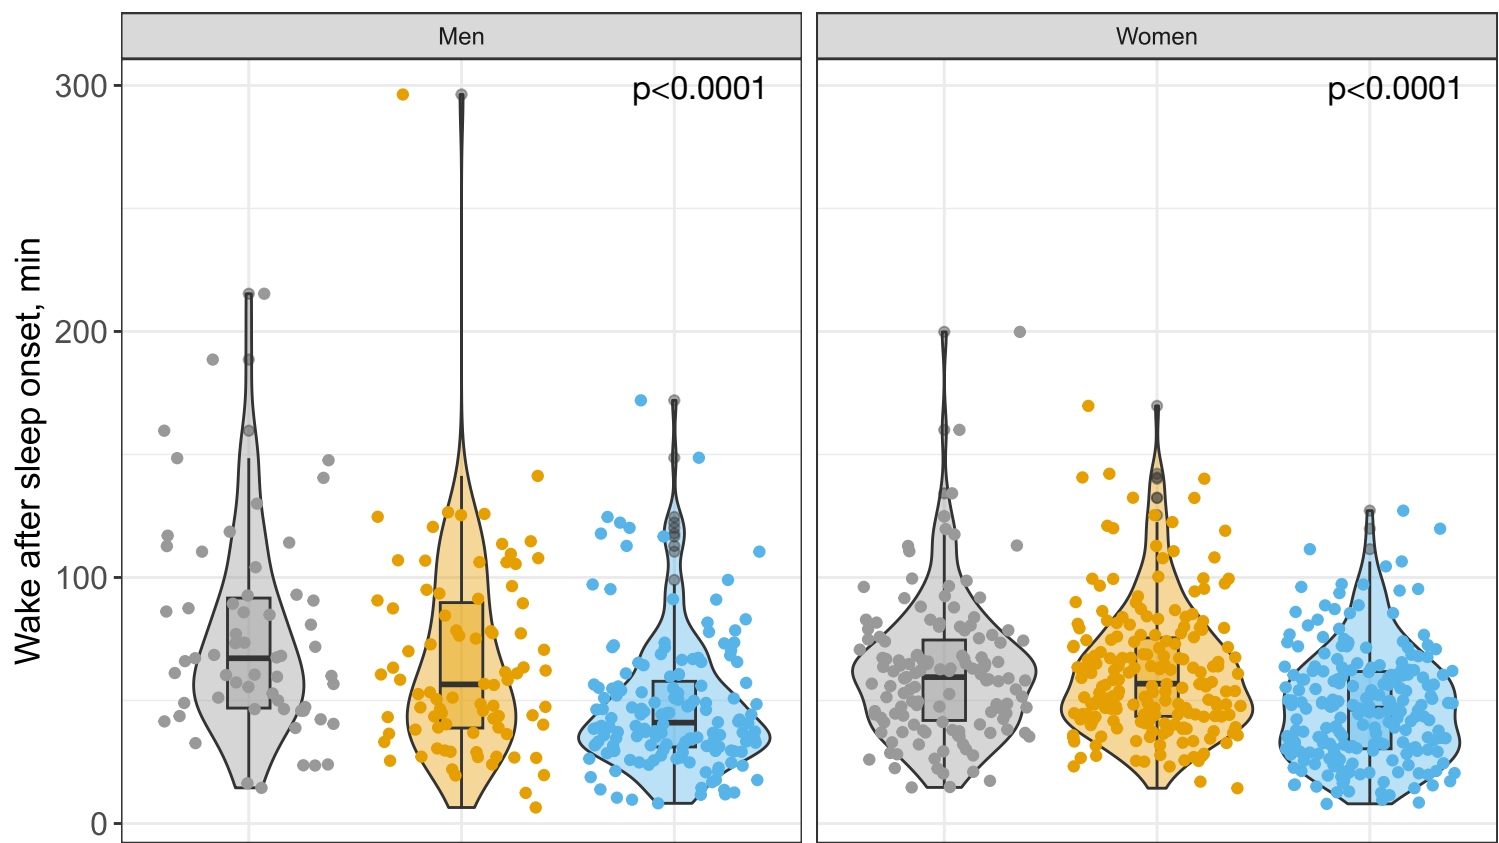 Men
Women
p<0.0001
p<0.0001
Wake after sleep onset, min
300
200
100
0